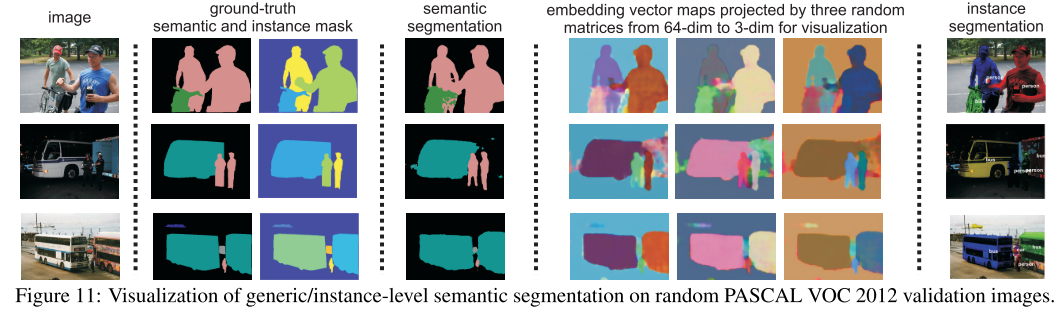 image
ground-truth
semantic and instance mask
semantic
segmentation
embedding vector maps projected by three random
matrices from 64-dim to 3-dim for visualization
instance
segmentation
person
person
bus
person
bus
bus
person
Figure 11: Visualization of generic/instance-level semantic segmentation on random PASCAL VOC 2012 validation images.